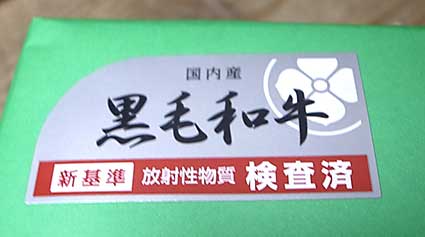 国内産
黒毛和牛
新基準 放射性物質 検査済